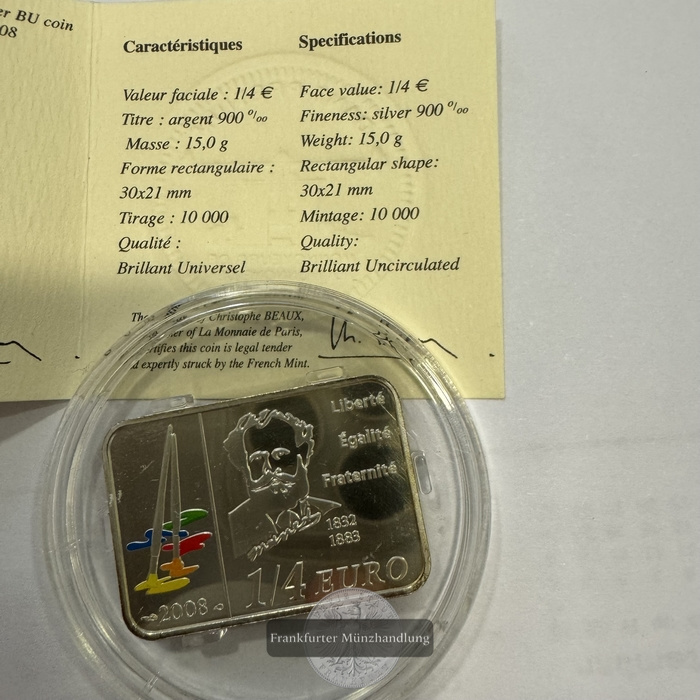 er BU coin
08
Caractéristiques
Valeur faciale : 1/4 €
Titre : argent 900 °/oo
Masse : 15,0 g
Forme rectangulaire :
30x21 mm
Tirage : 10 000
Qualité :
Brillant Universel
Specifications
Face value: 1/4 €
Fineness: silver 900 °/oo
Weight: 15,0 g
Rectangular shape:
30x21 mm
Mintage: 10 000
Quality:
Brilliant Uncirculated
Christophe BEAUX,
of La Monnaie de Paris,
this coin is legal tender
expertly struck by the French Mint.
Liberté
Égalité
Fraternité
1832
1883
manet
1/4 EURO
2008
Frankfurter Münzhandlung